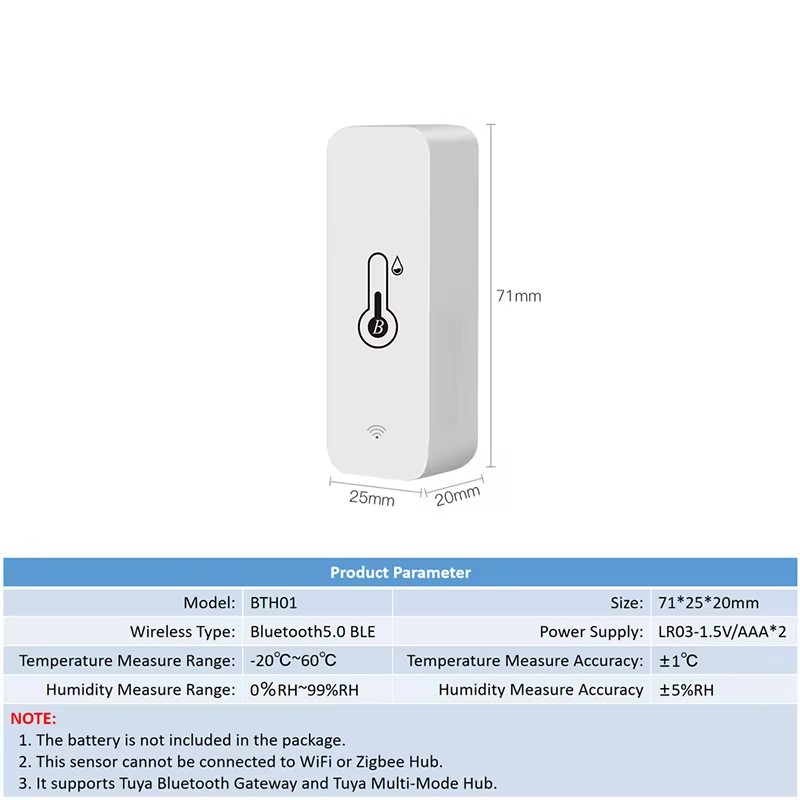 B
71mm
25mm
20mm
Product Parameter
Model: BTH01 Size: 71*25*20mm
Wireless Type: Bluetooth5.0 BLE Power Supply: LR03-1.5V/AAA*2
Temperature Measure Range: -20℃~60℃ Temperature Measure Accuracy: ±1℃
Humidity Measure Range: 0%RH~99%RH Humidity Measure Accuracy ±5%RH
NOTE:
1. The battery is not included in the package.
2. This sensor cannot be connected to WiFi or Zigbee Hub.
3. It supports Tuya Bluetooth Gateway and Tuya Multi-Mode Hub.